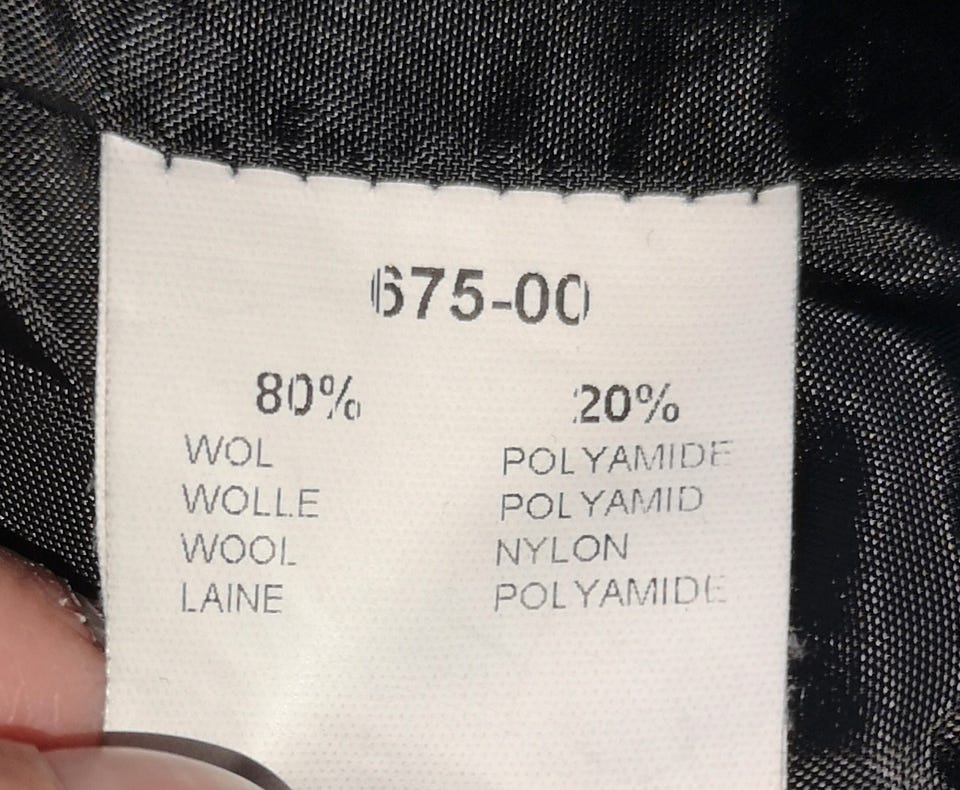 675-00
80% 20%
WOL POLYAMIDE
WOLLE POLYAMID
WOOL NYLON
LAINE POLYAMIDE